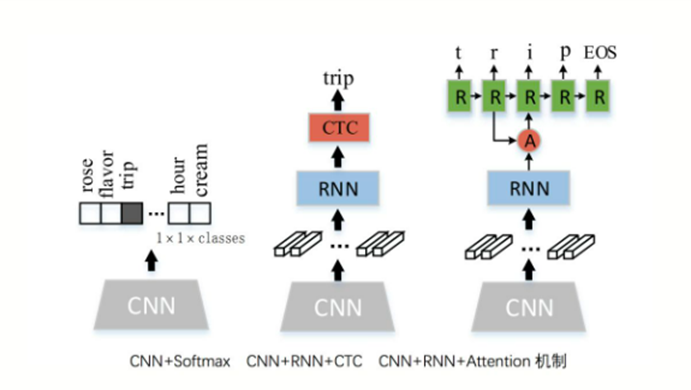 t r i p EOS
R R R R R
trip
CTC
A
rose flavor trip ... hour cream
RNN
RNN
... 
...
1×1×classes
CNN
CNN
CNN
CNN+Softmax CNN+RNN+CTC CNN+RNN+Attention 机制